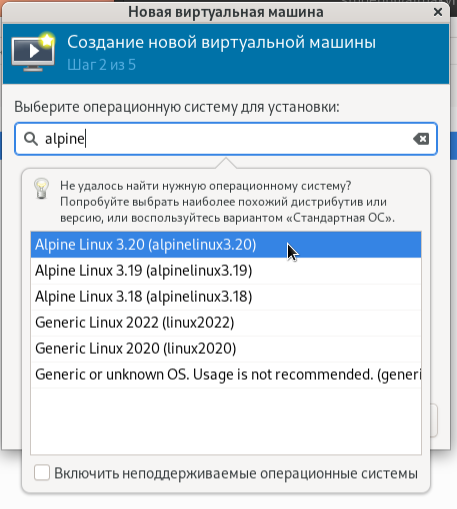 Новая виртуальная машина
Создание новой виртуальной машины
Шаг 2 из 5
Выберите операционную систему для установки:
alpine
Не удалось найти нужную операционному систему?
Попробуйте выбрать наиболее похожий дистрибутив или
версию, или воспользуйтесь вариантом «Стандартная ОС».
Alpine Linux 3.20 (alpinelinux3.20)
Alpine Linux 3.19 (alpinelinux3.19)
Alpine Linux 3.18 (alpinelinux3.18)
Generic Linux 2022 (linux2022)
Generic Linux 2020 (linux2020)
Generic or unknown OS. Usage is not recommended. (generi
Включить неподдерживаемые операционные системы